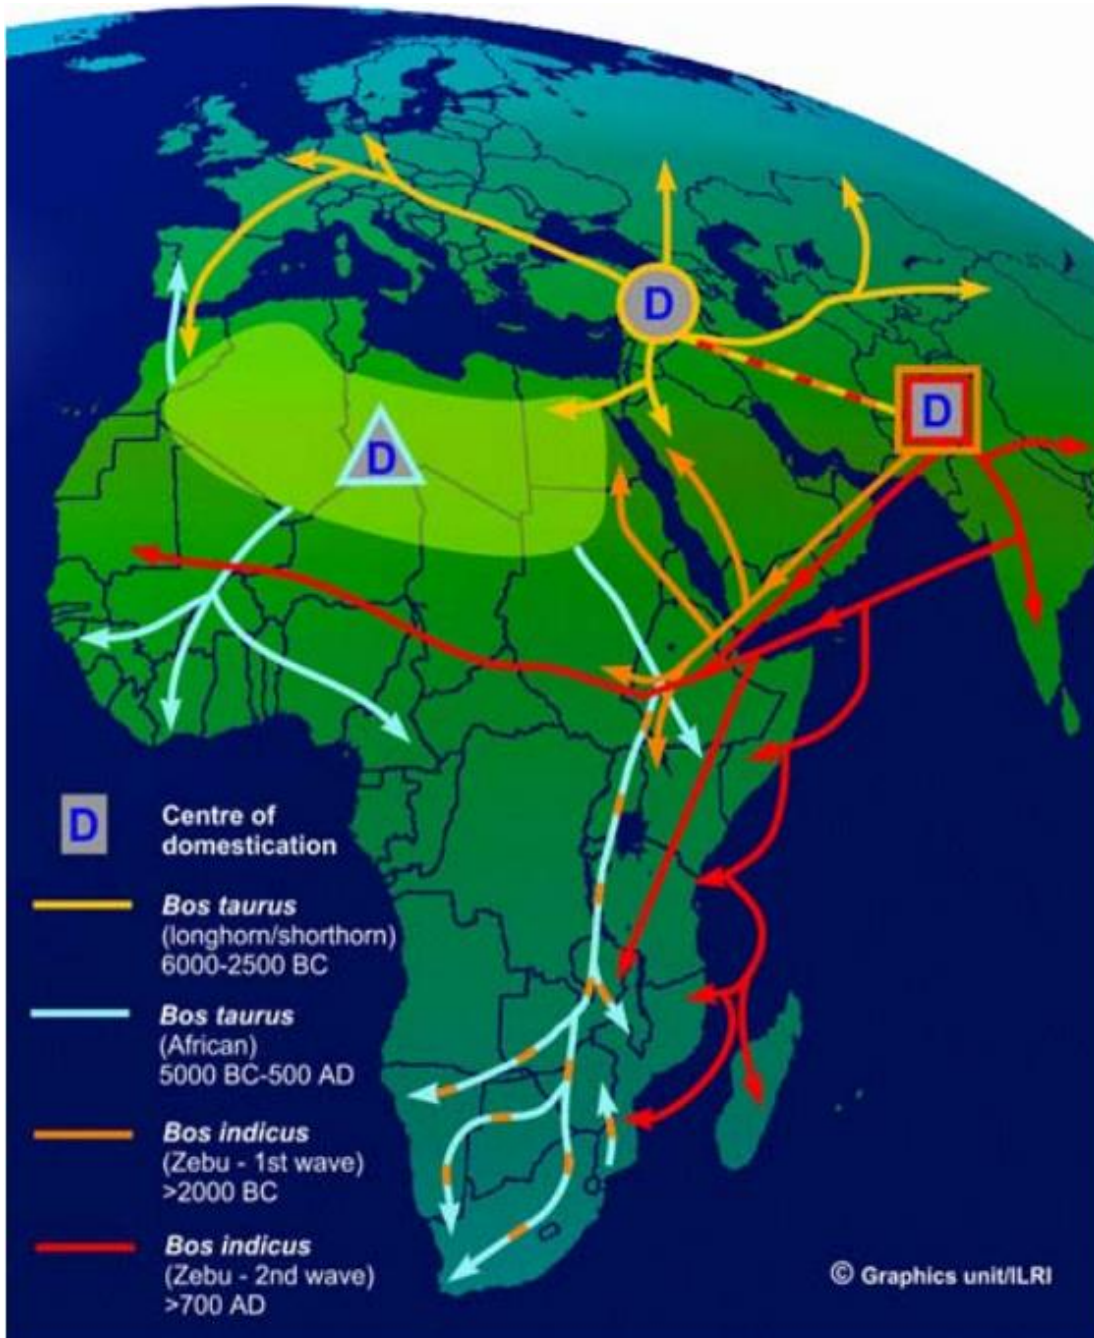 D
D
D
D
Centre of
domestication
Bos taurus
(longhorn/shorthorn)
6000-2500 BC
Bos taurus
(African)
5000 BC-500 AD
Bos indicus
(Zebu - 1st wave)
>2000 BC
Bos indicus
(Zebu - 2nd wave)
>700 AD
© Graphics unit/ILRI